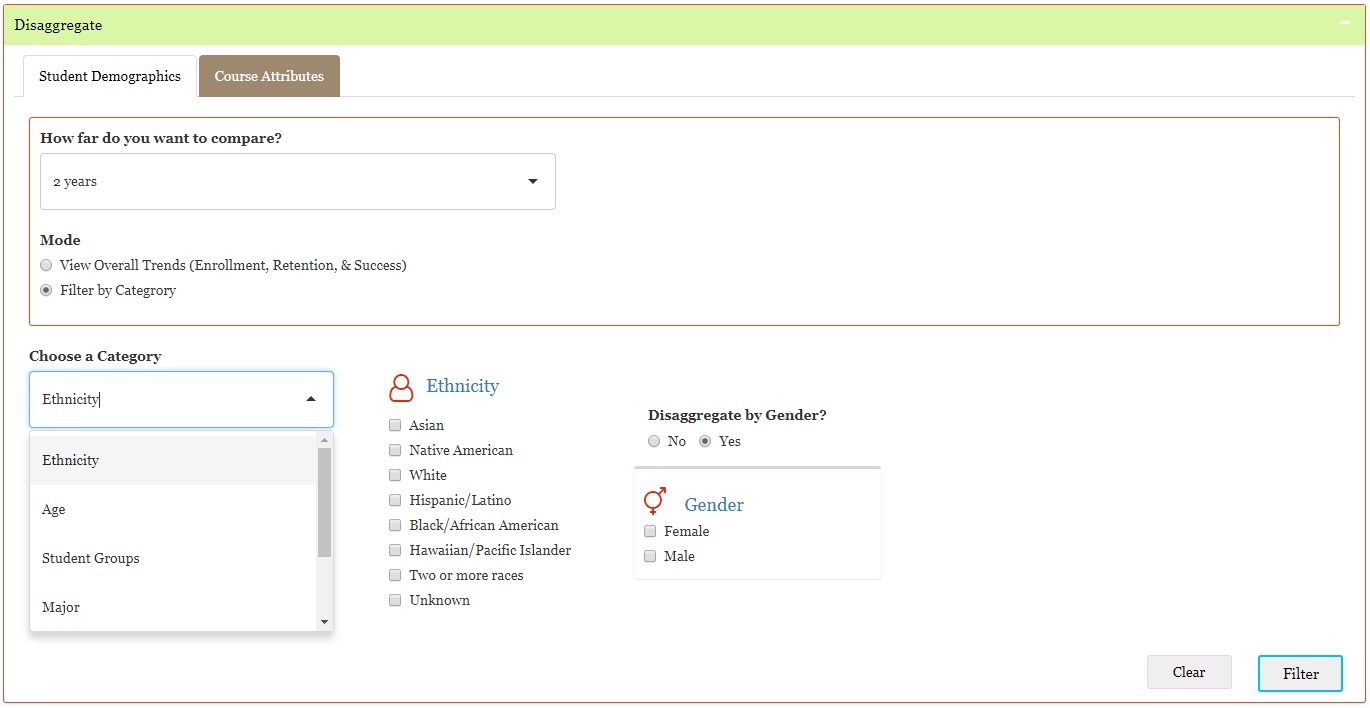 Disaggregate
Student Demographics
Course Attributes
How far do you want to compare?
2 years
Mode
View Overall Trends (Enrollment, Retention, & Success)
Filter by Categrory
Choose a Category
Ethnicity
Ethnicity
Age
Student Groups
Major
Ethnicity
Asian
Native American
White
Hispanic/Latino
Black/African American
Hawaiian/Pacific Islander
Two or more races
Unknown
Disaggregate by Gender?
No Yes
Gender
Female
Male
Clear
Filter